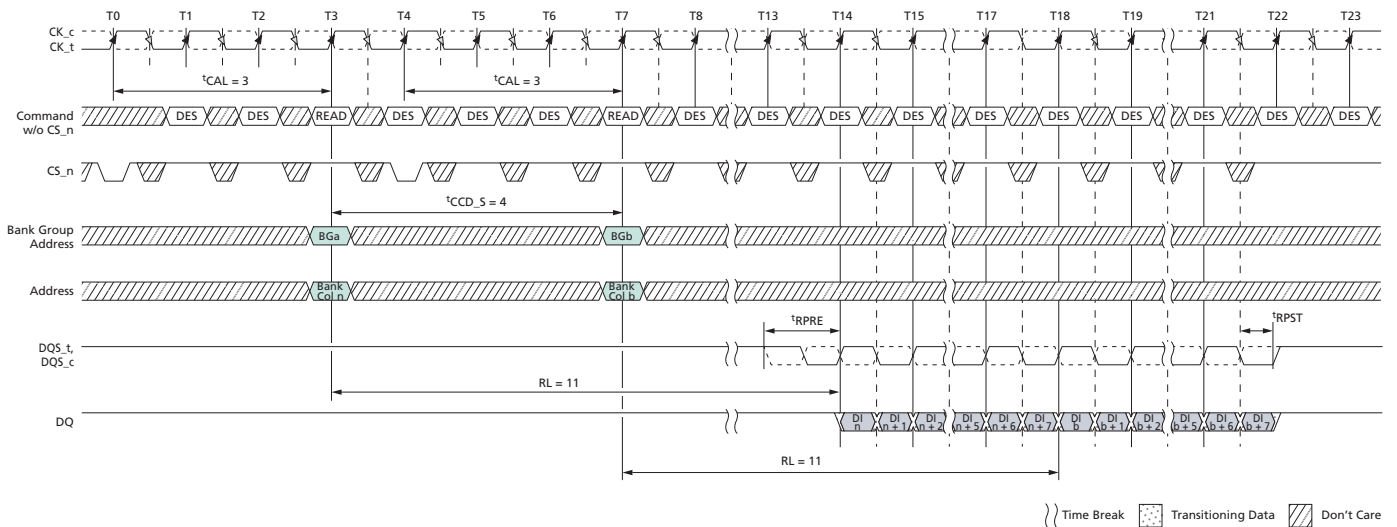 T0 T1 T2 T3 T4 T5 T6 T7 T8 T13 T14 T15 T17 T18 T19 T21 T22 T23
CK_c
CK_t
tCAL = 3 tCAL = 3
Command
w/o CS_n
DES DES READ DES DES DES READ DES DES DES DES DES DES DES DES DES DES
CS_n
tCCD_S = 4
Bank Group
Address
BGa BGb
Address
Bank
Col n
Bank
Col b
tRPRE tRPST
DQS_t,
DQS_c
RL = 11
DQ
DI
n
DI
n + 1
DI
n + 2
DI
n + 5
DI
n + 6
DI
n + 7
DI
b
DI
b + 1
DI
b + 2
DI
b + 5
DI
b + 6
DI
b + 7
RL = 11
Time Break Transitioning Data Don't Care